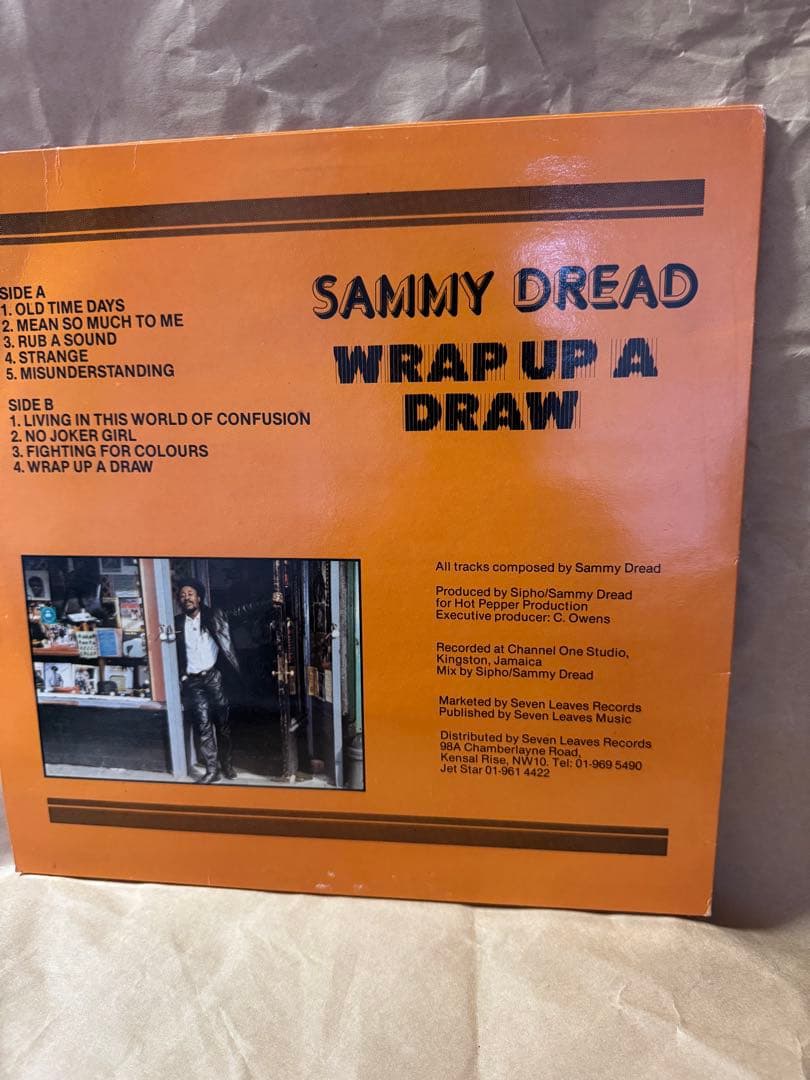 SIDE A
1. OLD TIME DAYS
2. MEAN SO MUCH TO ME
3. RUB A SOUND
4. STRANGE
5. MISUNDERSTANDING
SIDE B
1. LIVING IN THIS WORLD OF CONFUSION
2. NO JOKER GIRL
3. FIGHTING FOR COLOURS
4. WRAP UP A DRAW
SAMMY DREAD
WRAP UP A
DRAW
All tracks composed by Sammy Dread
Produced by Sipho/Sammy Dread
for Hot Pepper Production
Executive producer: C. Owens
Recorded at Channel One Studio,
Kingston, Jamaica
Mix by Sipho/Sammy Dread
Marketed by Seven Leaves Records
Published by Seven Leaves Music
Distributed by Seven Leaves Records
98A Chamberlayne Road,
Kensal Rise, NW10. Tel: 01-969 5490
Jet Star 01-961 4422